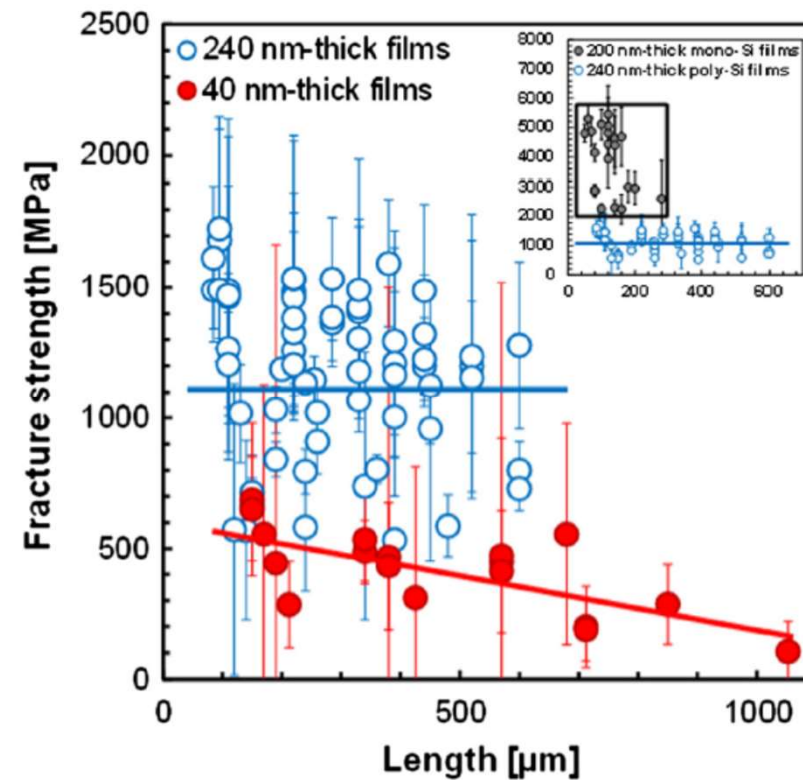 2500
2000
1500
1000
500
0
Fracture strength [MPa]
240 nm-thick films
40 nm-thick films
8000
7000
6000
5000
4000
3000
2000
1000
0
200 nm-thick mono-Si films
240 nm-thick poly-Si films
0 200 400 600
0 500 1000
Length [µm]